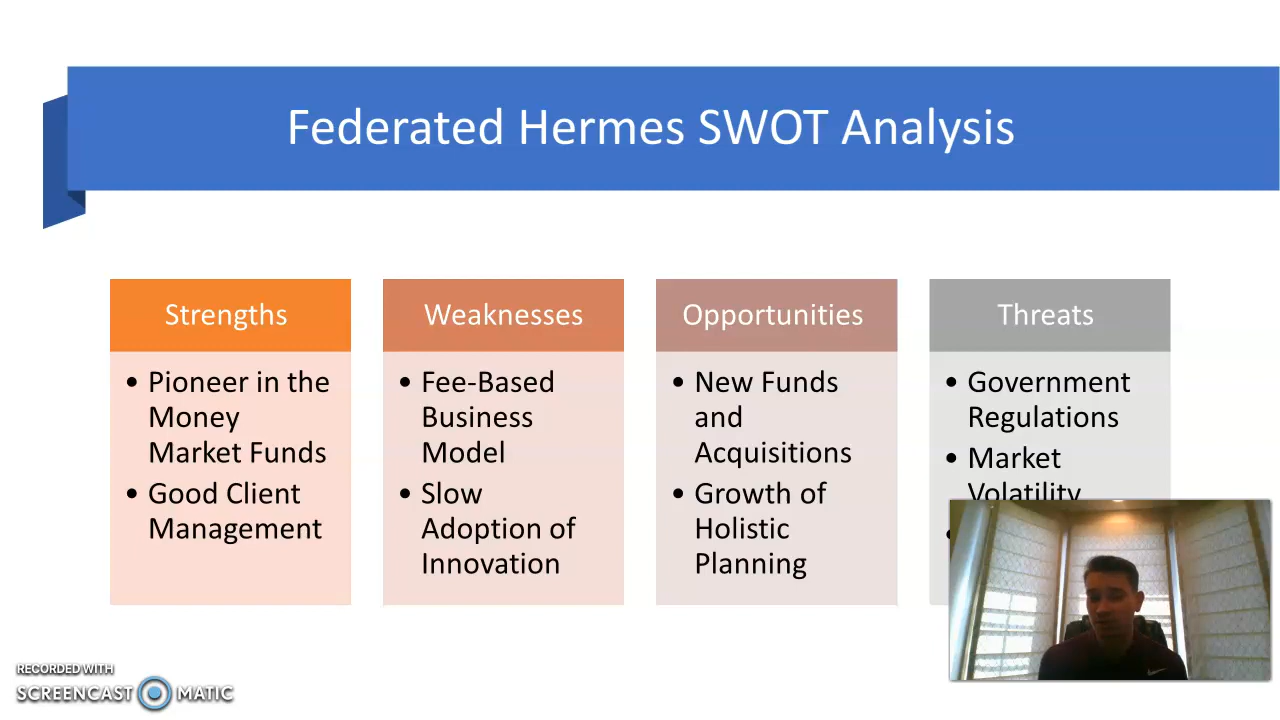 Federated Hermes SWOT Analysis
Strengths
• Pioneer in the
Money
Market Funds
• Good Client
Management
Weaknesses
• Fee-Based
Business
Model
• Slow
Adoption of
Innovation
Opportunities
• New Funds
and
Acquisitions
• Growth of
Holistic
Planning
Threats
• Government
Regulations
• Market
Volatility
RECORDED WITH
SCREENCAST MATIC